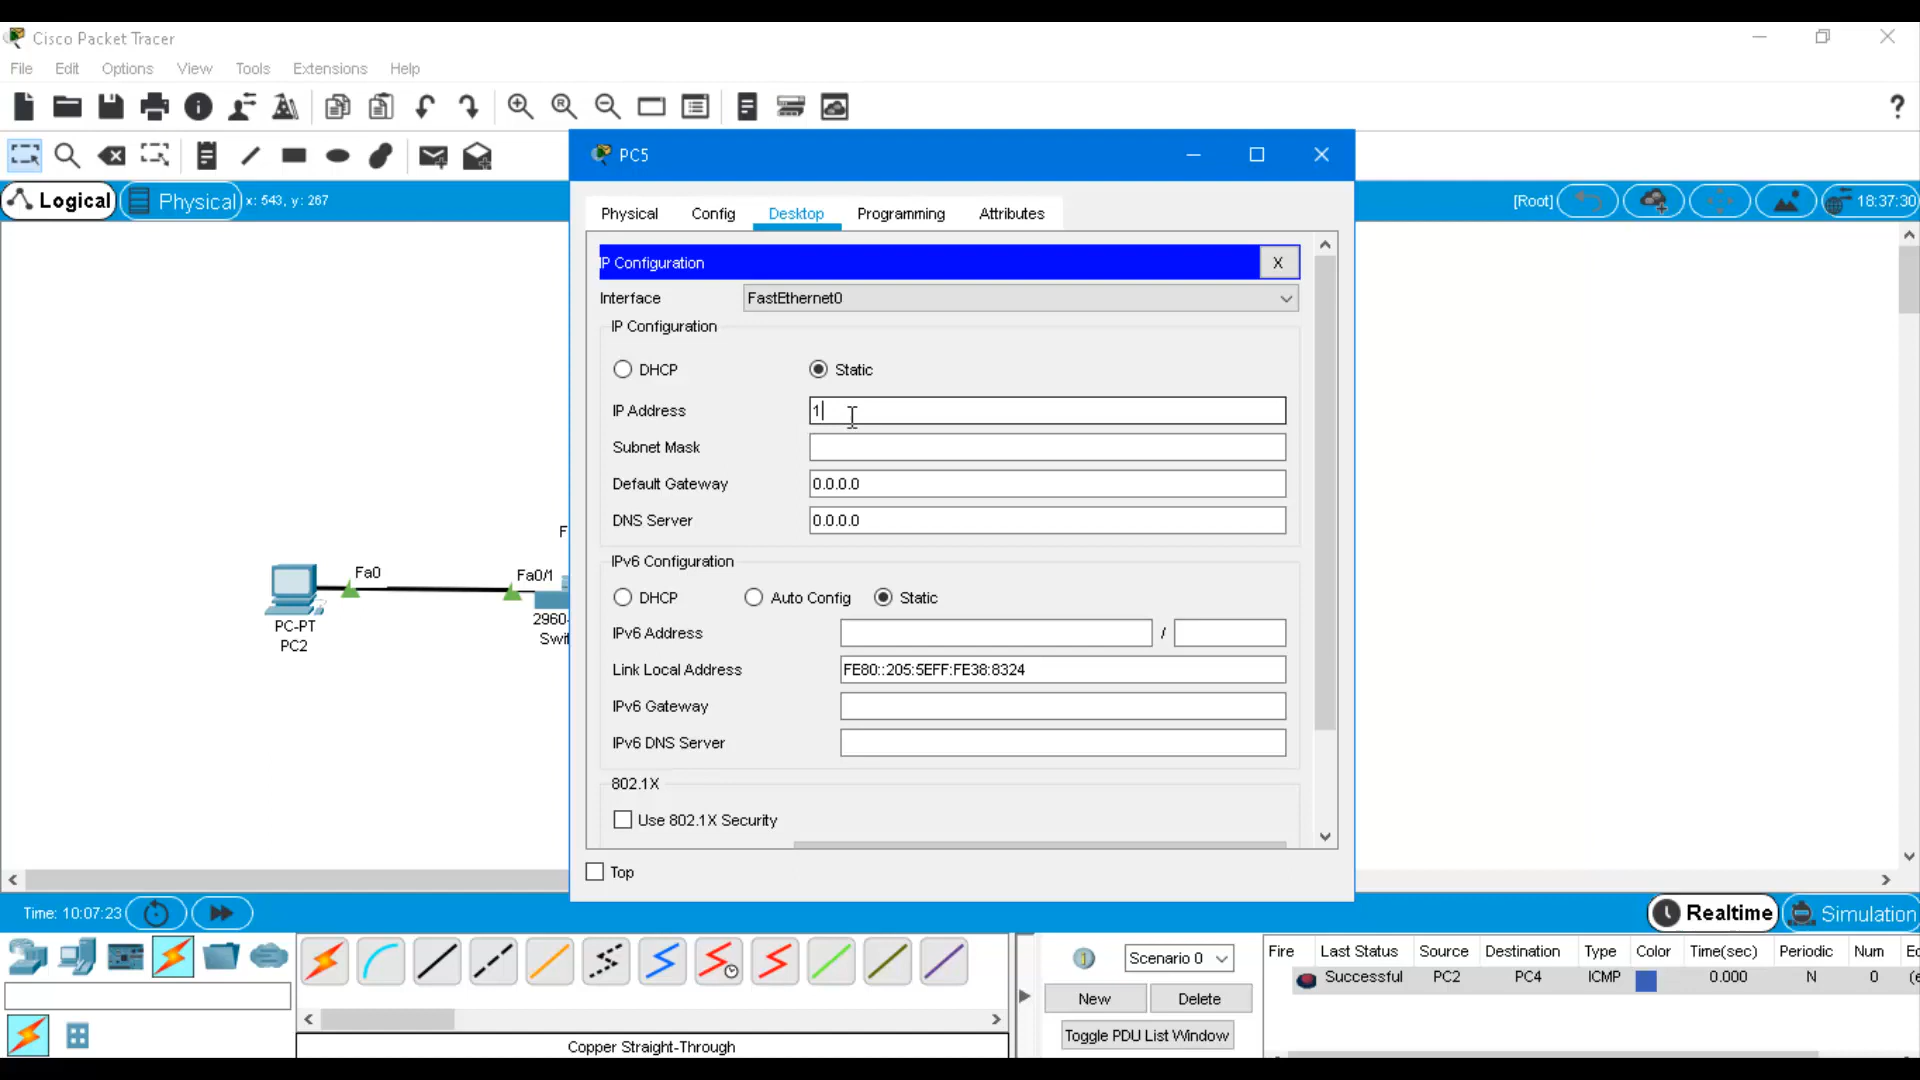 Cisco Packet Tracer
File Edit Options View Tools Extensions Help
?
PC5
Logical Physical x: 543, y: 267
[Root] 18:37:30
Physical Config Desktop Programming Attributes
IP Configuration X
Interface FastEthernet0
IP Configuration
DHCP Static
IP Address 1
Subnet Mask
Default Gateway 0.0.0.0
DNS Server 0.0.0.0
IPv6 Configuration
DHCP Auto Config Static
IPv6 Address /
Link Local Address FE80::205:5EFF:FE38:8324
IPv6 Gateway
IPv6 DNS Server
802.1X
Use 802.1X Security
Top
F
Fa0 Fa0/1
PC-PT
PC2
2960-
Swit
Time: 10:07:23
Realtime Simulation
Scenario 0
New Delete
Toggle PDU List Window
Fire Last Status Source Destination Type Color Time(sec) Periodic Num Ed
Successful PC2 PC4 ICMP 0.000 N 0 (e
Copper Straight-Through